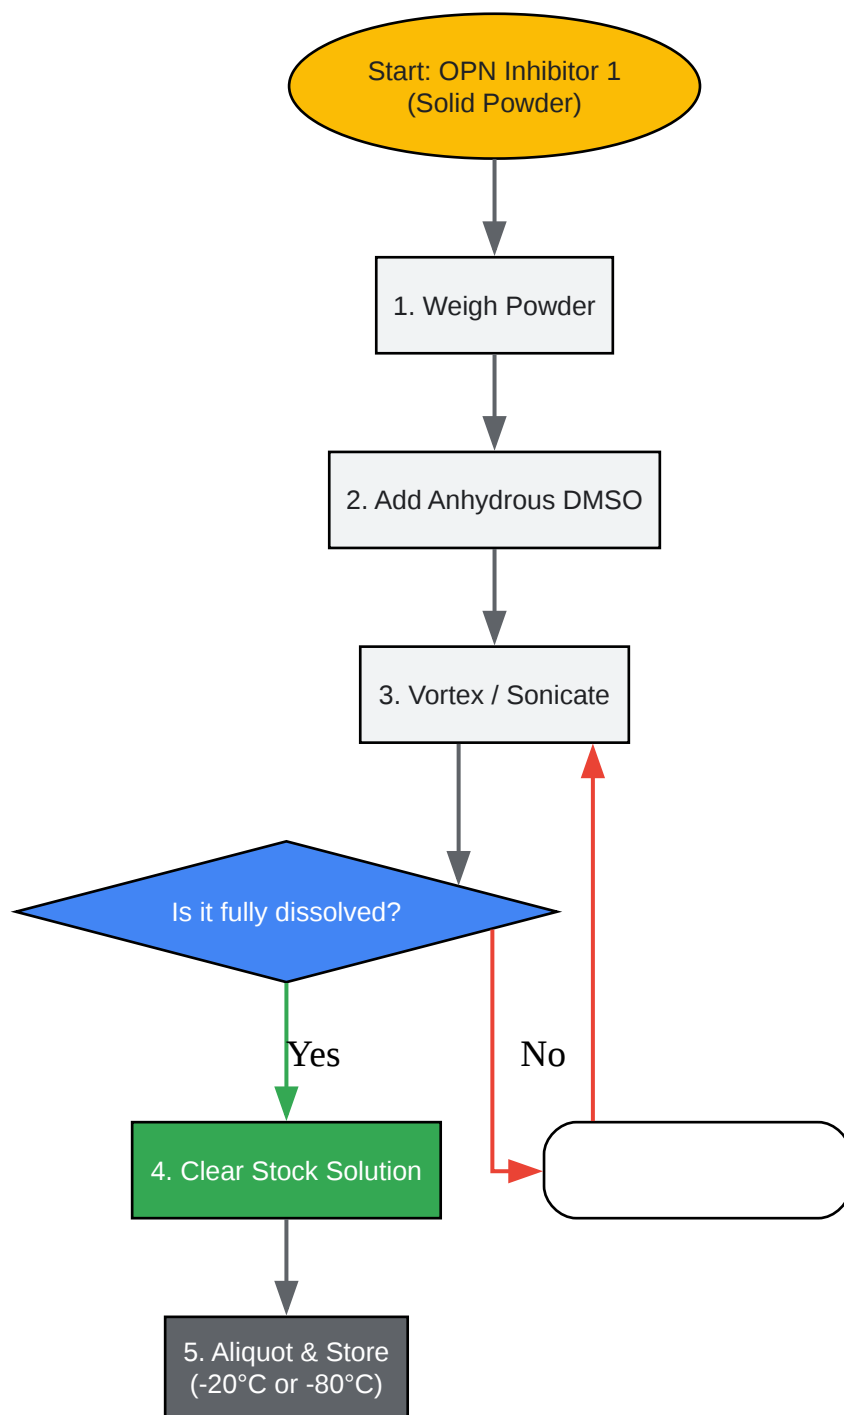 Start: OPN Inhibitor 1
(Solid Powder)
1. Weigh Powder
2. Add Anhydrous DMSO
3. Vortex / Sonicate
Is it fully dissolved?
Yes
No
4. Clear Stock Solution
5. Aliquot & Store
(-20°C or -80°C)